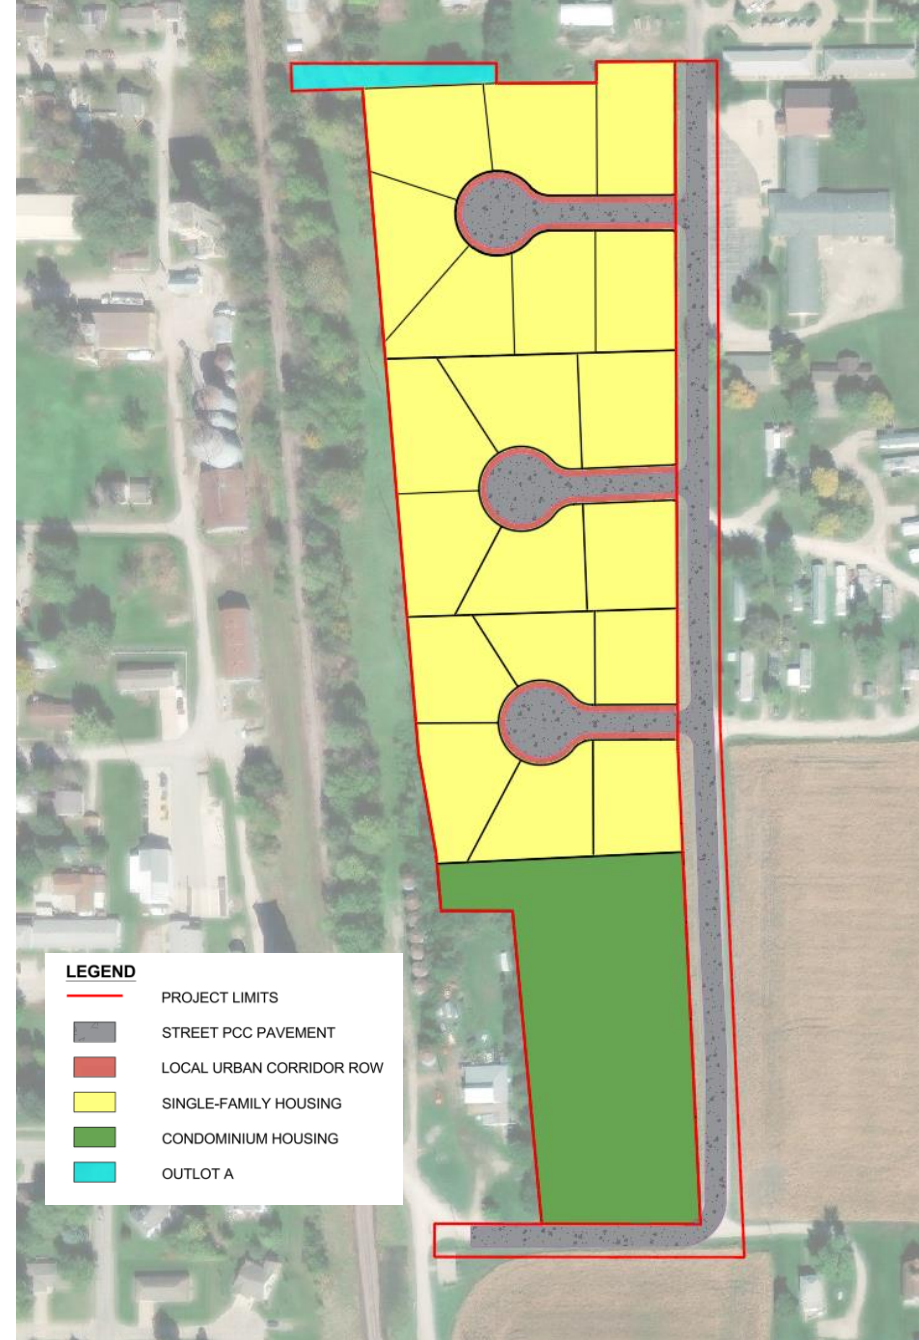 LEGEND
PROJECT LIMITS
STREET PCC PAVEMENT
LOCAL URBAN CORRIDOR ROW
SINGLE-FAMILY HOUSING
CONDOMINIUM HOUSING
OUTLOT A